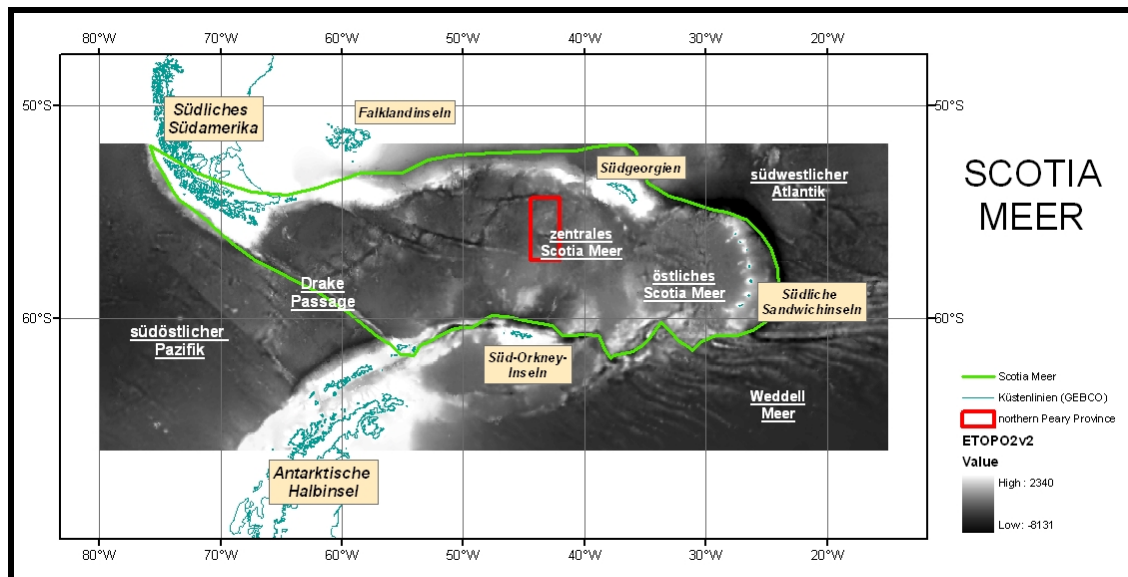 80°W 70°W 60°W 50°W 40°W 30°W 20°W
50°S
50°S
Südliches
Südamerika
Falklandinseln
Südgeorgien
südwestlicher
Atlantik
SCOTIA
MEER
zentrales
Scotia Meer
östliches
Scotia Meer
Drake
Passage
Südliche
Sandwichinseln
60°S
60°S
südöstlicher
Pazifik
Süd-Orkney-
Inseln
Weddell
Meer
Antarktische
Halbinsel
Scotia Meer
Küstenlinien (GEBCO)
northern Peary Province
ETOPO2v2
Value
High : 2340
Low : -8131
80°W 70°W 60°W 50°W 40°W 30°W 20°W